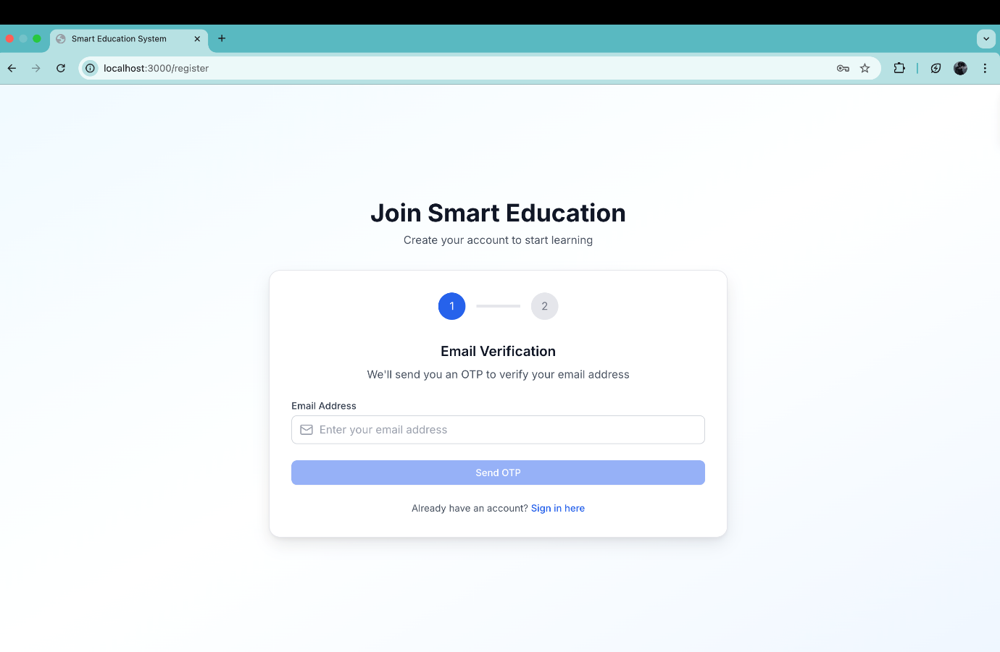 Smart Education System
localhost:3000/register
Join Smart Education
Create your account to start learning
1
2
Email Verification
We'll send you an OTP to verify your email address
Email Address
Enter your email address
Send OTP
Already have an account? Sign in here